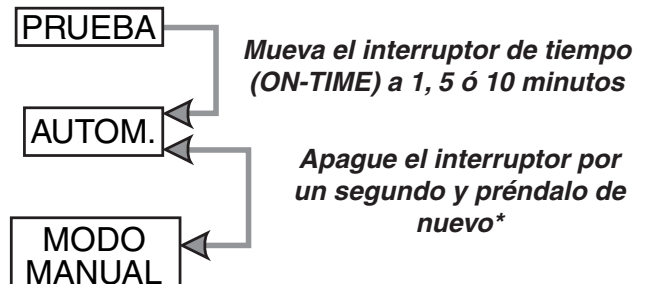 PRUEBA
Mueva el interruptor de tiempo
(ON-TIME) a 1, 5 ó 10 minutos
AUTOM.
Apague el interruptor por
un segundo y préndalo de
nuevo*
MODO
MANUAL